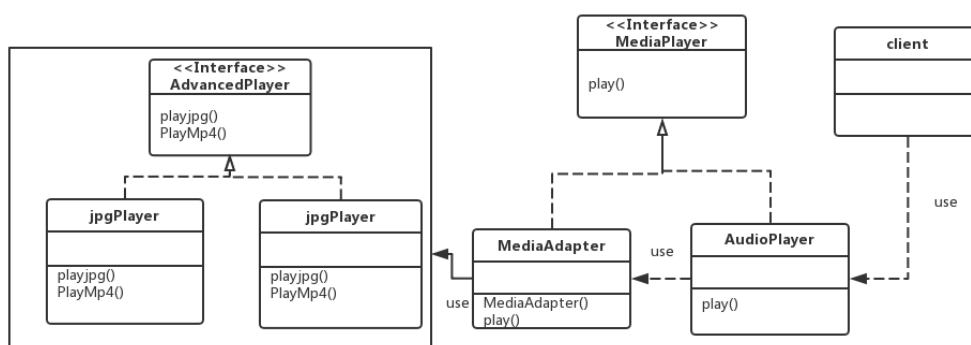 <<Interface>>
AdvancedPlayer
playjpg()
PlayMp4()
jpgPlayer
playjpg()
PlayMp4()
jpgPlayer
playjpg()
PlayMp4()
<<Interface>>
MediaPlayer
play()
client
use
MediaAdapter
MediaAdapter()
play()
use
use
AudioPlayer
play()